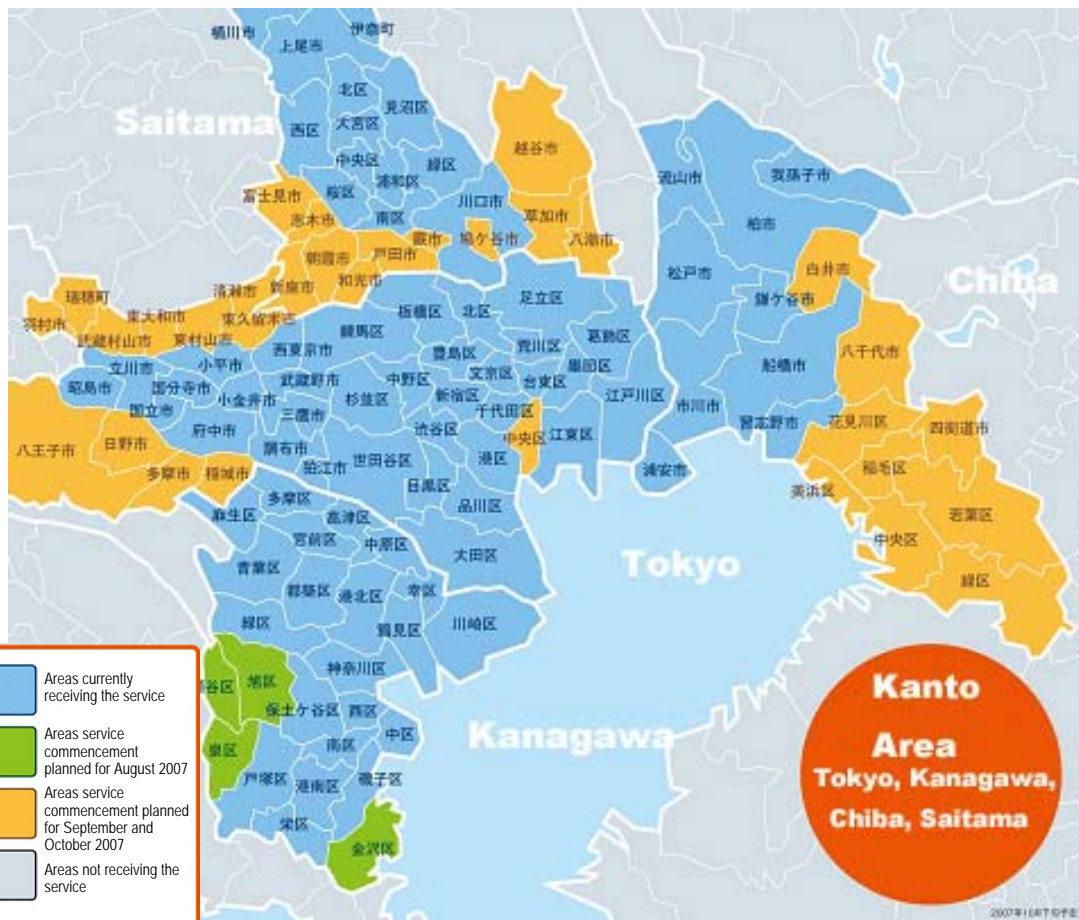 桶川市
伊奈町
上尾市
北区
見沼区
Saitama
西区
大宮区
中央区
緑区
浦和区
桜区
川口市
南区
越谷市
流山市
我孫子市
富士見市
志木市
草加市
柏市
蕨市
鳩ケ谷市
八潮市
朝霞市
戸田市
松戸市
白井市
Chiba
和光市
清瀬市
新座市
瑞穂町
羽村市
東大和市
東久留米市
板橋区
北区
足立区
鎌ケ谷市
武蔵村山市
東村山市
練馬区
西東京市
豊島区
荒川区
葛飾区
八千代市
立川市
小平市
文京区
墨田区
船橋市
昭島市
国分寺市
武蔵野市
中野区
台東区
小金井市
杉並区
新宿区
江戸川区
国立市
三鷹市
千代田区
市川市
府中市
渋谷区
中央区
江東区
習志野市
花見川区
四街道市
八王子市
日野市
調布市
世田谷区
港区
狛江市
浦安市
稲毛区
多摩市
稲城市
目黒区
美浜区
多摩区
麻生区
品川区
高津区
若葉区
宮前区
中原区
中央区
大田区
青葉区
Tokyo
緑区
都築区
港北区
幸区
緑区
鶴見区
川崎区
神奈川区
谷区
旭区
保土ケ谷区
西区
中区
Kanagawa
南区
泉区
戸塚区
港南区
磯子区
栄区
金沢区
Areas currently
receiving the service
Areas service
commencement
planned for August 2007
Areas service
commencement planned
for September and
October 2007
Areas not receiving the
service
Kanto
Area
Tokyo, Kanagawa,
Chiba, Saitama
2007年10月下旬予定